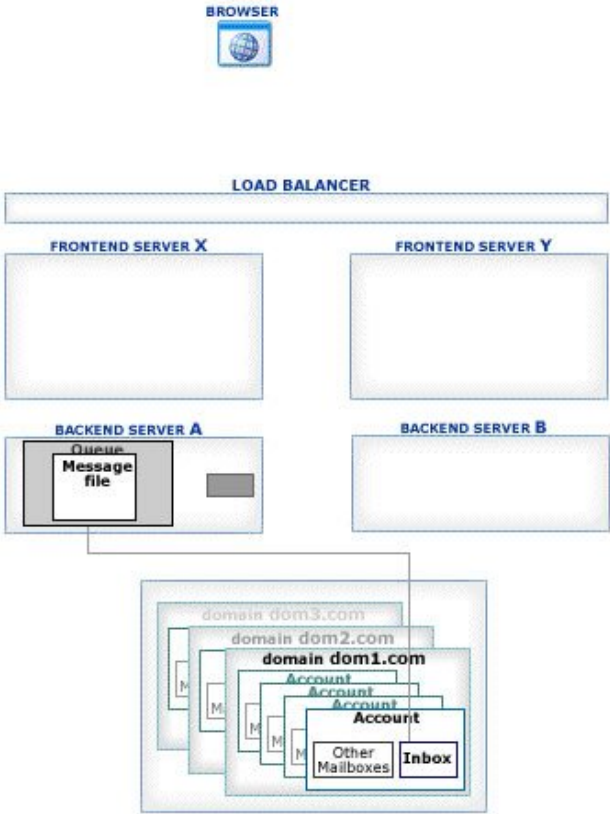 BROWSER
LOAD BALANCER
FRONTEND SERVER X
FRONTEND SERVER Y
BACKEND SERVER A
BACKEND SERVER B
Queue
Message
file
domain dom3.com
domain dom2.com
domain dom1.com
Account
Account
Account
Account
M
M
M
M
M
Other
Mailboxes
Inbox